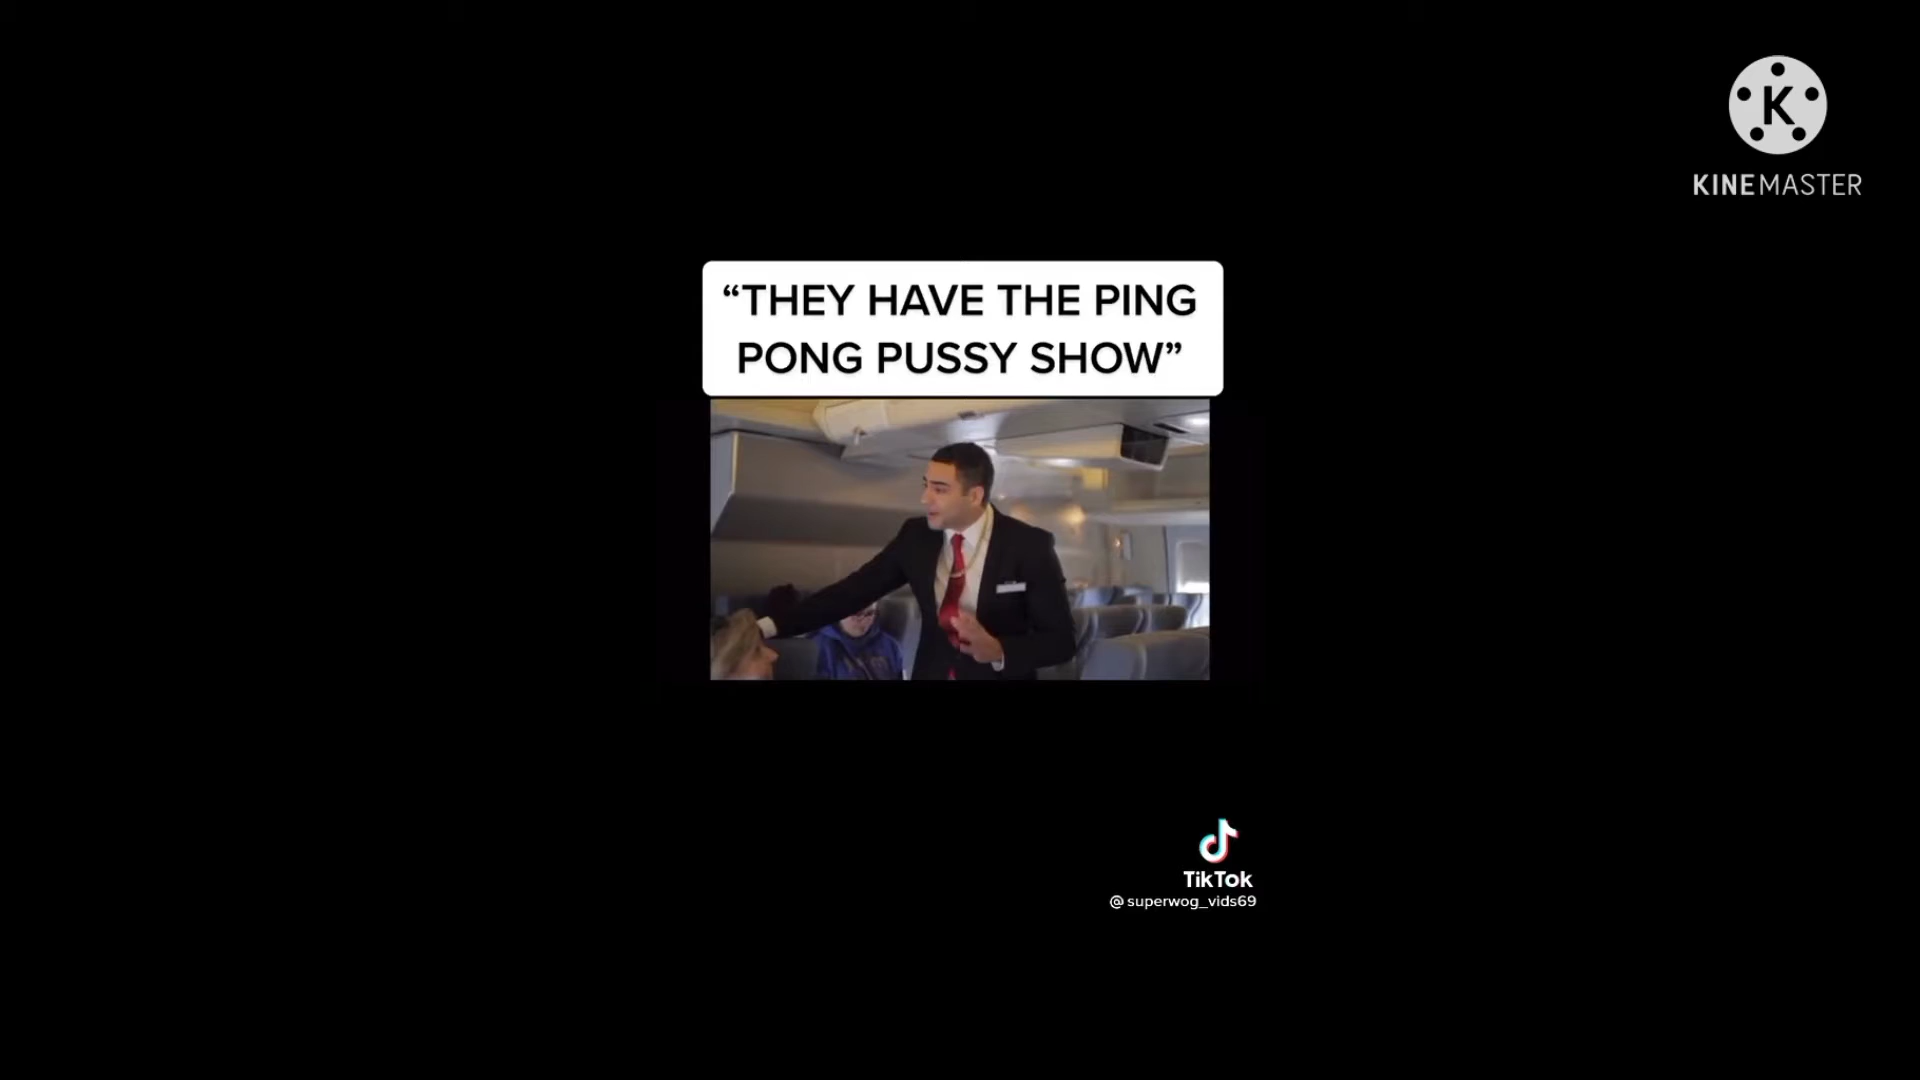 KINEMASTER
“THEY HAVE THE PING
PONG PUSSY SHOW”
TikTok
@superwog_vids69